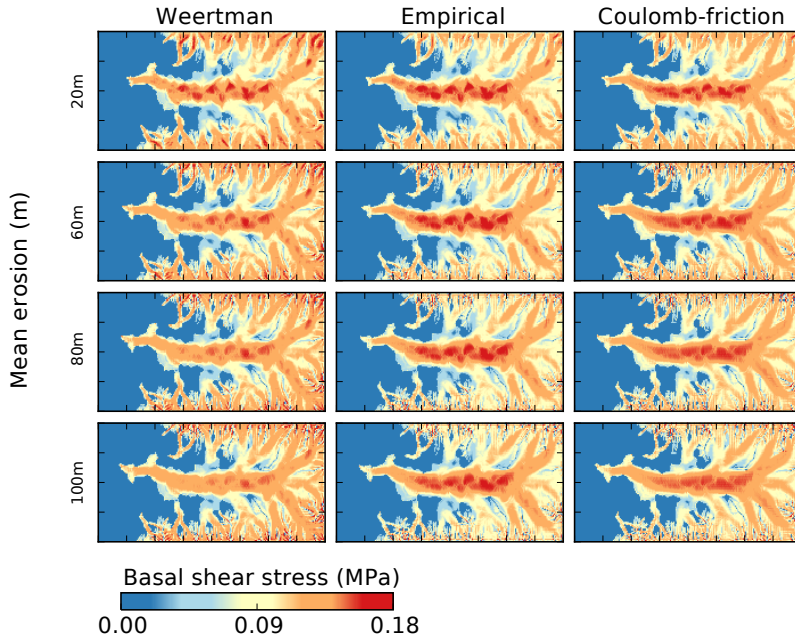 Weertman Empirical Coulomb-friction
Mean erosion (m)
20m
60m
80m
100m
Basal shear stress (MPa)
0.00 0.09 0.18